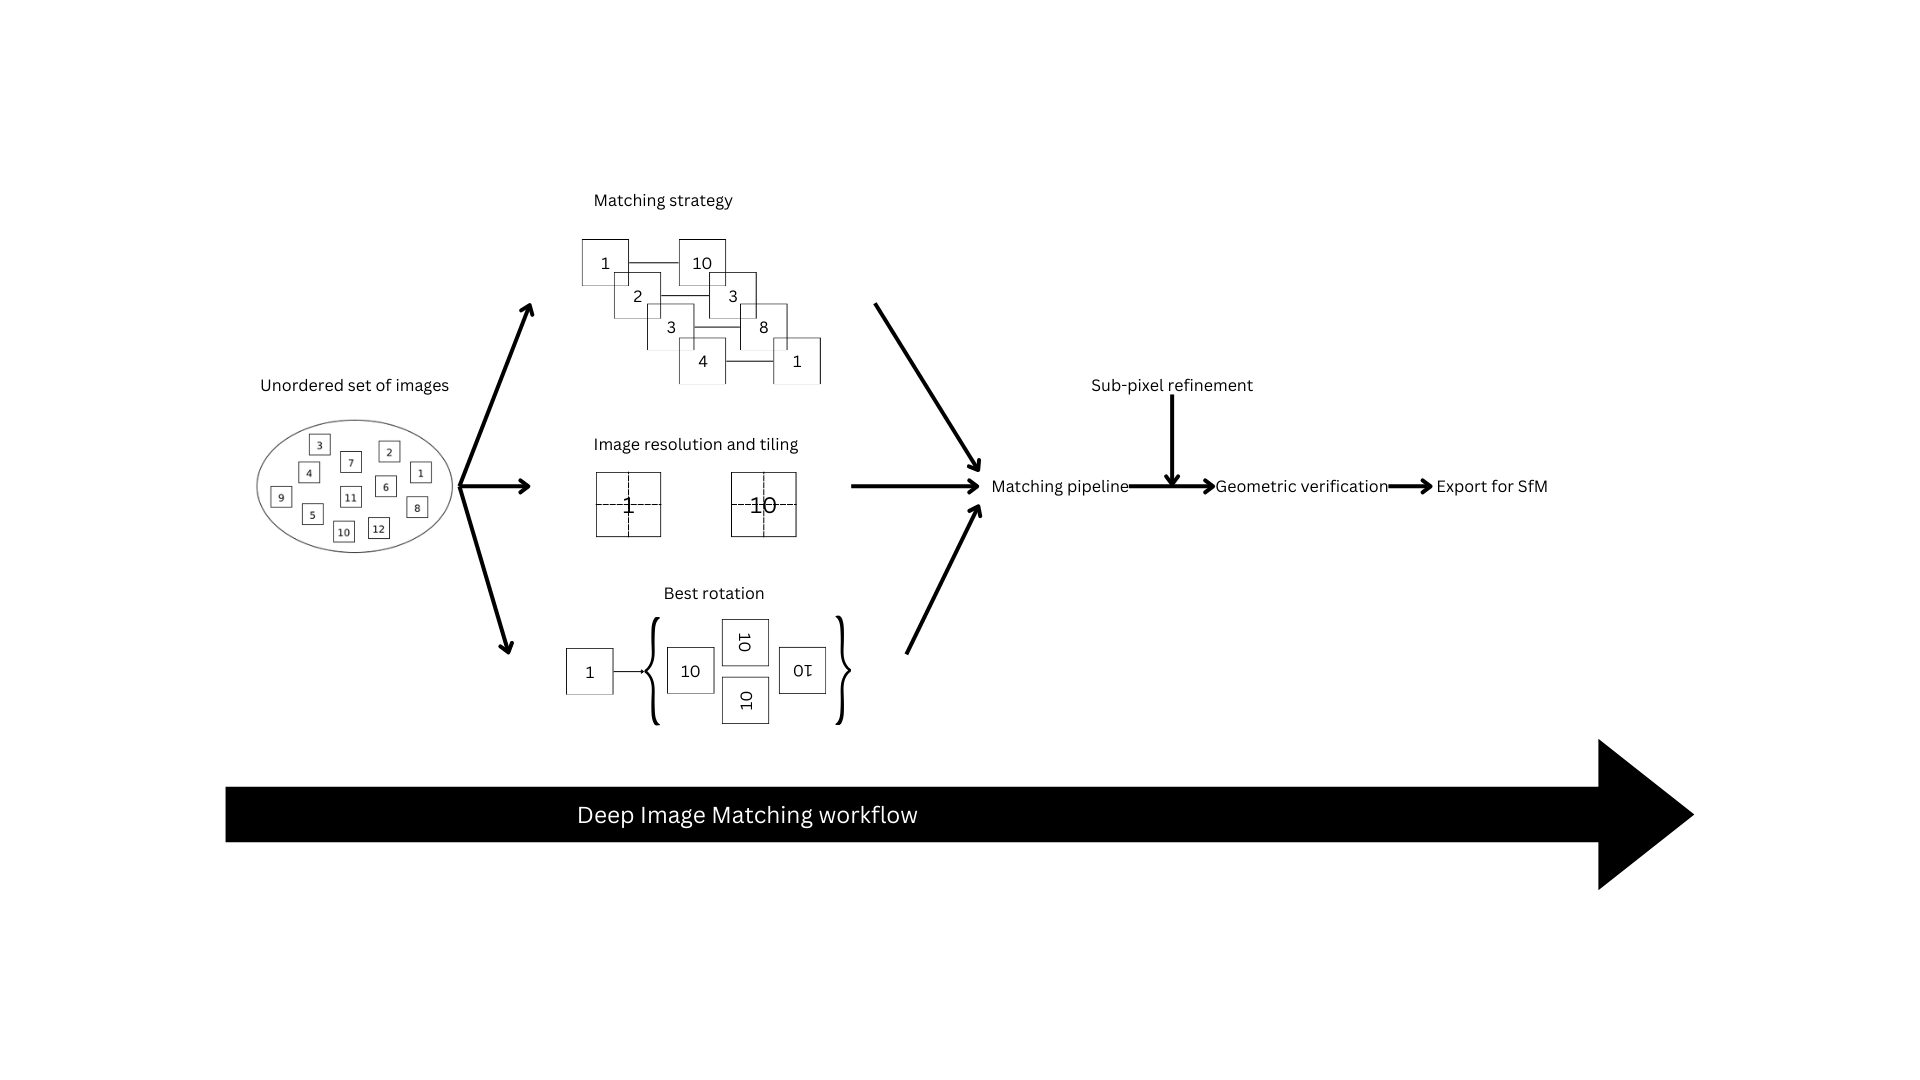 Matching strategy
1 10
2 3
3 8
4 1
Unordered set of images
3
2
7
4
1
6
9
11
8
5
12
10
Image resolution and tiling
1 10
Best rotation
1
10
10
10
10
Sub-pixel refinement
Matching pipeline
Geometric verification
Export for SfM
Deep Image Matching workflow